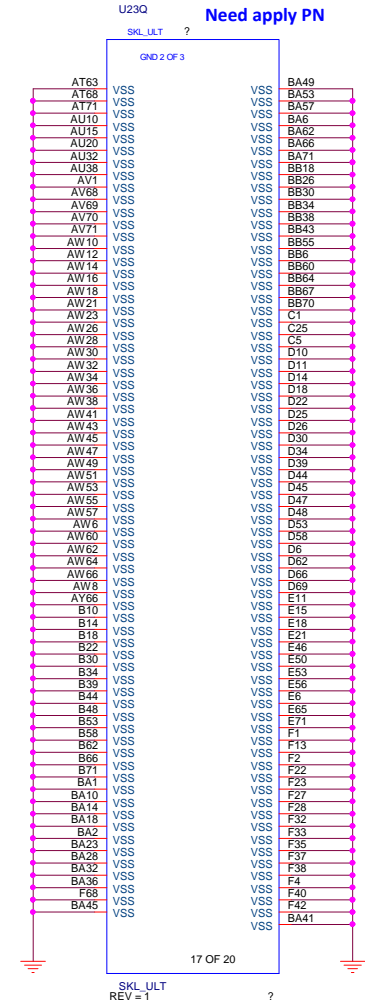 U23Q Need apply PN
SKL_ULT ?
GND 2 OF 3
AT63 VSS VSS BA49
AT68 VSS VSS BA53
AT71 VSS VSS BA57
AU10 VSS VSS BA6
AU15 VSS VSS BA62
AU20 VSS VSS BA66
AU32 VSS VSS BA71
AU38 VSS VSS BB18
AV1 VSS VSS BB26
AV68 VSS VSS BB30
AV69 VSS VSS BB34
AV70 VSS VSS BB38
AV71 VSS VSS BB43
AW10 VSS VSS BB55
AW12 VSS VSS BB6
AW14 VSS VSS BB60
AW16 VSS VSS BB64
AW18 VSS VSS BB67
AW21 VSS VSS BB70
AW23 VSS VSS C1
AW26 VSS VSS C25
AW28 VSS VSS C5
AW30 VSS VSS D10
AW32 VSS VSS D11
AW34 VSS VSS D14
AW36 VSS VSS D18
AW38 VSS VSS D22
AW41 VSS VSS D25
AW43 VSS VSS D26
AW45 VSS VSS D30
AW47 VSS VSS D34
AW49 VSS VSS D39
AW51 VSS VSS D44
AW53 VSS VSS D45
AW55 VSS VSS D47
AW57 VSS VSS D48
AW6 VSS VSS D53
AW60 VSS VSS D58
AW62 VSS VSS D6
AW64 VSS VSS D62
AW66 VSS VSS D66
AW8 VSS VSS D69
AY66 VSS VSS E11
B10 VSS VSS E15
B14 VSS VSS E18
B18 VSS VSS E21
B22 VSS VSS E46
B30 VSS VSS E50
B34 VSS VSS E53
B39 VSS VSS E56
B44 VSS VSS E6
B48 VSS VSS E65
B53 VSS VSS E71
B58 VSS VSS F1
B62 VSS VSS F13
B66 VSS VSS F2
B71 VSS VSS F22
BA1 VSS VSS F23
BA10 VSS VSS F27
BA14 VSS VSS F28
BA18 VSS VSS F32
BA2 VSS VSS F33
BA23 VSS VSS F35
BA28 VSS VSS F37
BA32 VSS VSS F38
BA36 VSS VSS F4
F68 VSS VSS F40
BA45 VSS VSS F42
VSS BA41
17 OF 20
SKL_ULT
REV = 1 ?